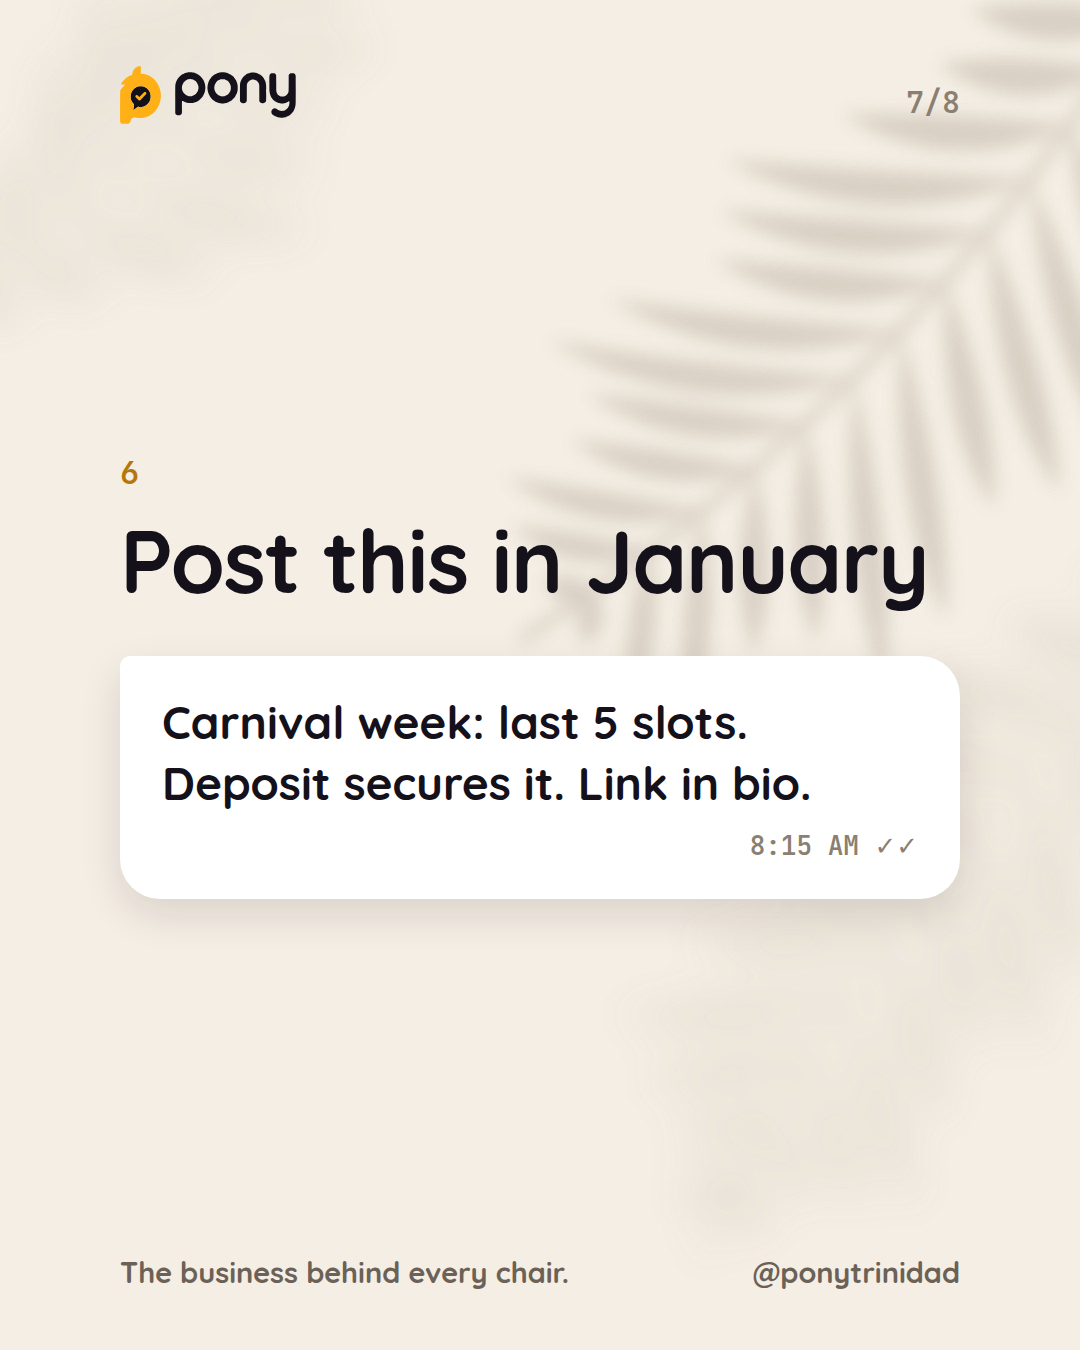 pony
7/8
6
Post this in January
Carnival week: last 5 slots.
Deposit secures it. Link in bio.
8:15 AM ✓✓
The business behind every chair.
@ponytrinidad